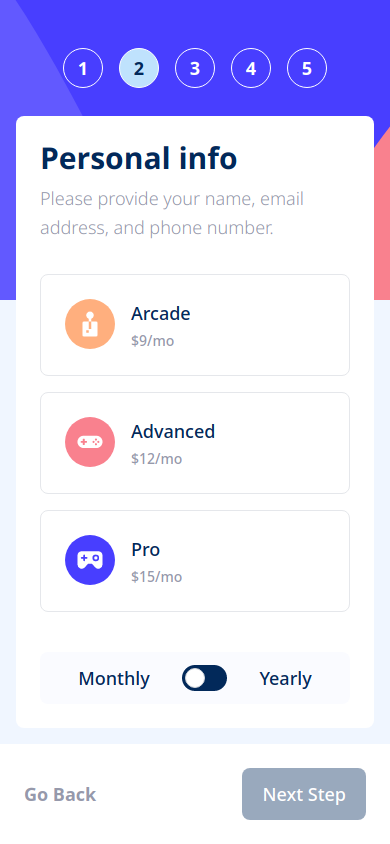 1 2 3 4 5
Personal info
Please provide your name, email
address, and phone number.
Arcade
$9/mo
Advanced
$12/mo
Pro
$15/mo
Monthly Yearly
Go Back Next Step